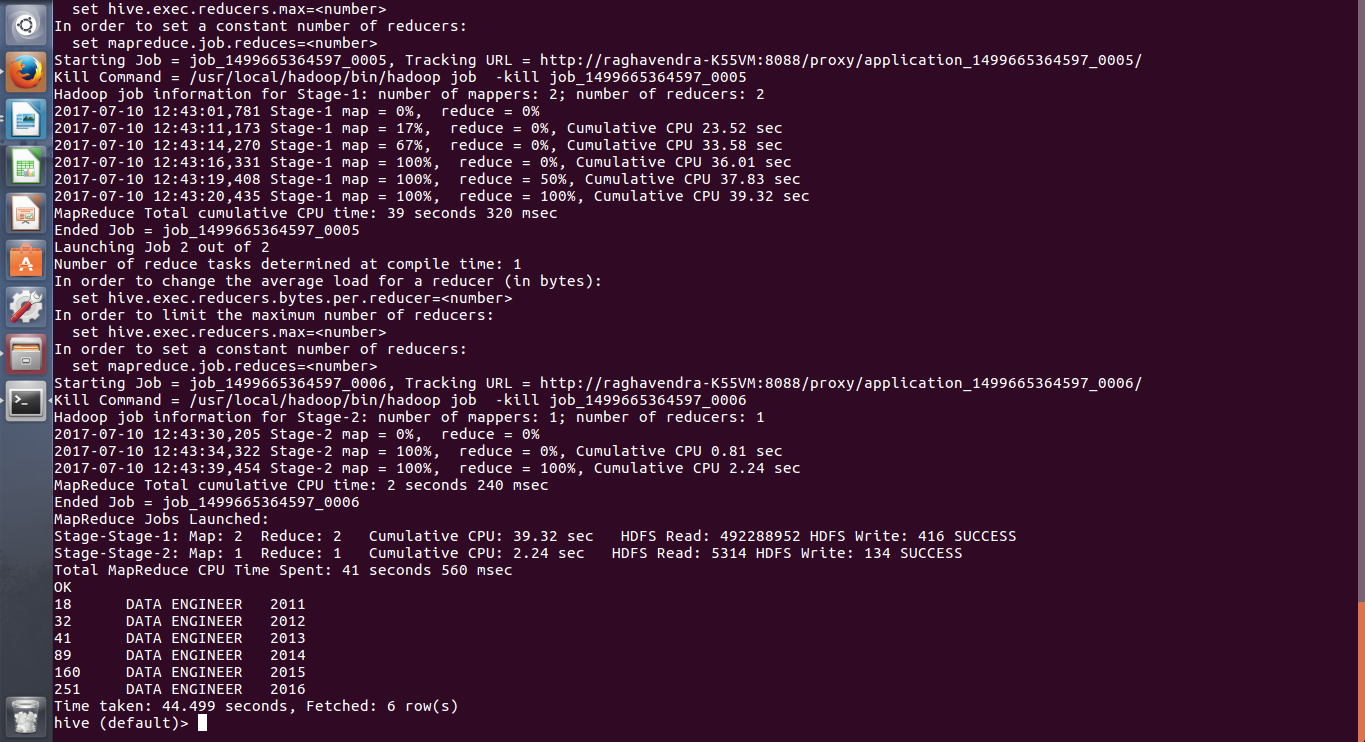 set hive.exec.reducers.max=<number>
In order to set a constant number of reducers:
  set mapreduce.job.reduces=<number>
Starting Job = job_1499665364597_0005, Tracking URL = http://raghavendra-K55VM:8088/proxy/application_1499665364597_0005/
Kill Command = /usr/local/hadoop/bin/hadoop job  -kill job_1499665364597_0005
Hadoop job information for Stage-1: number of mappers: 2; number of reducers: 2
2017-07-10 12:43:01,781 Stage-1 map = 0%,  reduce = 0%
2017-07-10 12:43:11,173 Stage-1 map = 17%,  reduce = 0%, Cumulative CPU 23.52 sec
2017-07-10 12:43:14,270 Stage-1 map = 67%,  reduce = 0%, Cumulative CPU 33.58 sec
2017-07-10 12:43:16,331 Stage-1 map = 100%,  reduce = 0%, Cumulative CPU 36.01 sec
2017-07-10 12:43:19,408 Stage-1 map = 100%,  reduce = 50%, Cumulative CPU 37.83 sec
2017-07-10 12:43:20,435 Stage-1 map = 100%,  reduce = 100%, Cumulative CPU 39.32 sec
MapReduce Total cumulative CPU time: 39 seconds 320 msec
Ended Job = job_1499665364597_0005
Launching Job 2 out of 2
Number of reduce tasks determined at compile time: 1
In order to change the average load for a reducer (in bytes):
  set hive.exec.reducers.bytes.per.reducer=<number>
In order to limit the maximum number of reducers:
  set hive.exec.reducers.max=<number>
In order to set a constant number of reducers:
  set mapreduce.job.reduces=<number>
Starting Job = job_1499665364597_0006, Tracking URL = http://raghavendra-K55VM:8088/proxy/application_1499665364597_0006/
Kill Command = /usr/local/hadoop/bin/hadoop job  -kill job_1499665364597_0006
Hadoop job information for Stage-2: number of mappers: 1; number of reducers: 1
2017-07-10 12:43:30,205 Stage-2 map = 0%,  reduce = 0%
2017-07-10 12:43:34,322 Stage-2 map = 100%,  reduce = 0%, Cumulative CPU 0.81 sec
2017-07-10 12:43:39,454 Stage-2 map = 100%,  reduce = 100%, Cumulative CPU 2.24 sec
MapReduce Total cumulative CPU time: 2 seconds 240 msec
Ended Job = job_1499665364597_0006
MapReduce Jobs Launched:
Stage-Stage-1: Map: 2  Reduce: 2   Cumulative CPU: 39.32 sec   HDFS Read: 492288952 HDFS Write: 416 SUCCESS
Stage-Stage-2: Map: 1  Reduce: 1   Cumulative CPU: 2.24 sec   HDFS Read: 5314 HDFS Write: 134 SUCCESS
Total MapReduce CPU Time Spent: 41 seconds 560 msec
OK
18      DATA ENGINEER   2011
32      DATA ENGINEER   2012
41      DATA ENGINEER   2013
89      DATA ENGINEER   2014
160     DATA ENGINEER   2015
251     DATA ENGINEER   2016
Time taken: 44.499 seconds, Fetched: 6 row(s)
hive (default)>